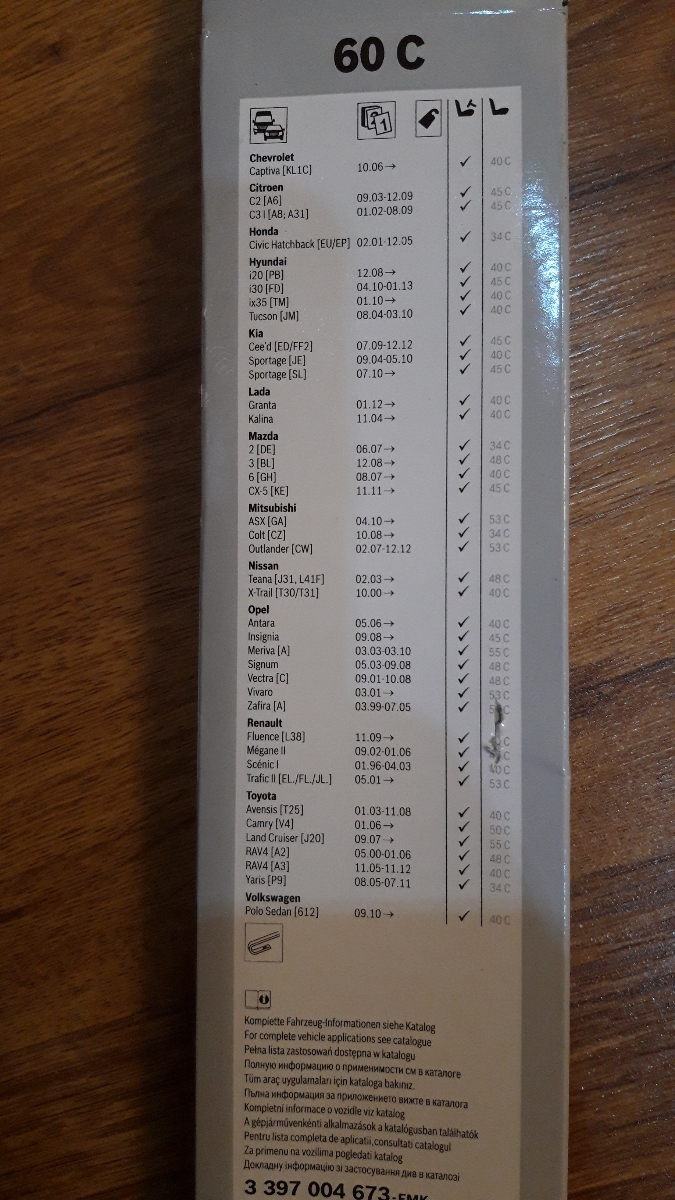 60 C
Chevrolet
Captiva [KL1C] 10.06→ ✓ 40 C
Citroen
C2 [A6] 09.03-12.09 ✓ 45 C
C3 I [A8; A31] 01.02-08.09 ✓ 45 C
Honda
Civic Hatchback [EU/EP] 02.01-12.05 ✓ 34 C
Hyundai
i20 [PB] 12.08→ ✓ 40 C
i30 [FD] 04.10-01.13 ✓ 45 C
ix35 [TM] 01.10→ ✓ 40 C
Tucson [JM] 08.04-03.10 ✓ 40 C
Kia
Cee'd [ED/FF2] 07.09-12.12 ✓ 45 C
Sportage [JE] 09.04-05.10 ✓ 40 C
Sportage [SL] 07.10→ ✓ 45 C
Lada
Granta 01.12→ ✓ 40 C
Kalina 11.04→ ✓ 40 C
Mazda
2 [DE] 06.07→ ✓ 34 C
3 [BL] 12.08→ ✓ 48 C
6 [GH] 08.07→ ✓ 40 C
CX-5 [KE] 11.11→ ✓ 45 C
Mitsubishi
ASX [GA] 04.10→ ✓ 53 C
Colt [CZ] 10.08→ ✓ 34 C
Outlander [CW] 02.07-12.12 ✓ 53 C
Nissan
Teana [J31, L41F] 02.03→ ✓ 48 C
X-Trail [T30/T31] 10.00→ ✓ 40 C
Opel
Antara 05.06→ ✓ 40 C
Insignia 09.08→ ✓ 45 C
Meriva [A] 03.03-03.10 ✓ 55 C
Signum 05.03-09.08 ✓ 48 C
Vectra [C] 09.01-10.08 ✓ 48 C
Vivaro 03.01→ ✓ 53 C
Zafira [A] 03.99-07.05 ✓ C
Renault
Fluence [L38] 11.09→ ✓ C
Mégane II 09.02-01.06 ✓ C
Scénic I 01.96-04.03 ✓ 40 C
Trafic II [EL./FL./JL.] 05.01→ ✓ 53 C
Toyota
Avensis [T25] 01.03-11.08 ✓ 40 C
Camry [V4] 01.06→ ✓ 50 C
Land Cruiser [J20] 09.07→ ✓ 55 C
RAV4 [A2] 05.00-01.06 ✓ 48 C
RAV4 [A3] 11.05-11.12 ✓ 40 C
Yaris [P9] 08.05-07.11 ✓ 34 C
Volkswagen
Polo Sedan [612] 09.10→ ✓ 40 C
Komplette Fahrzeug-Informationen siehe Katalog
For complete vehicle applications see catalogue
Pełna lista zastosowań dostępna w katalogu
Полную информацию о применимости см в каталоге
Tüm araç uygulamaları için kataloga bakınız.
Пълна информация за приложението вижте в каталога
Kompletní informace o vozidle viz katalog
A gépjárművenkénti alkalmazások a katalógusban találhatók
Pentru lista completa de aplicatii,consultati catalogul
Za primenu na vozilima pogledati katalog
Докладну інформацію зі застосування див в каталозі
3 397 004 673-EMK